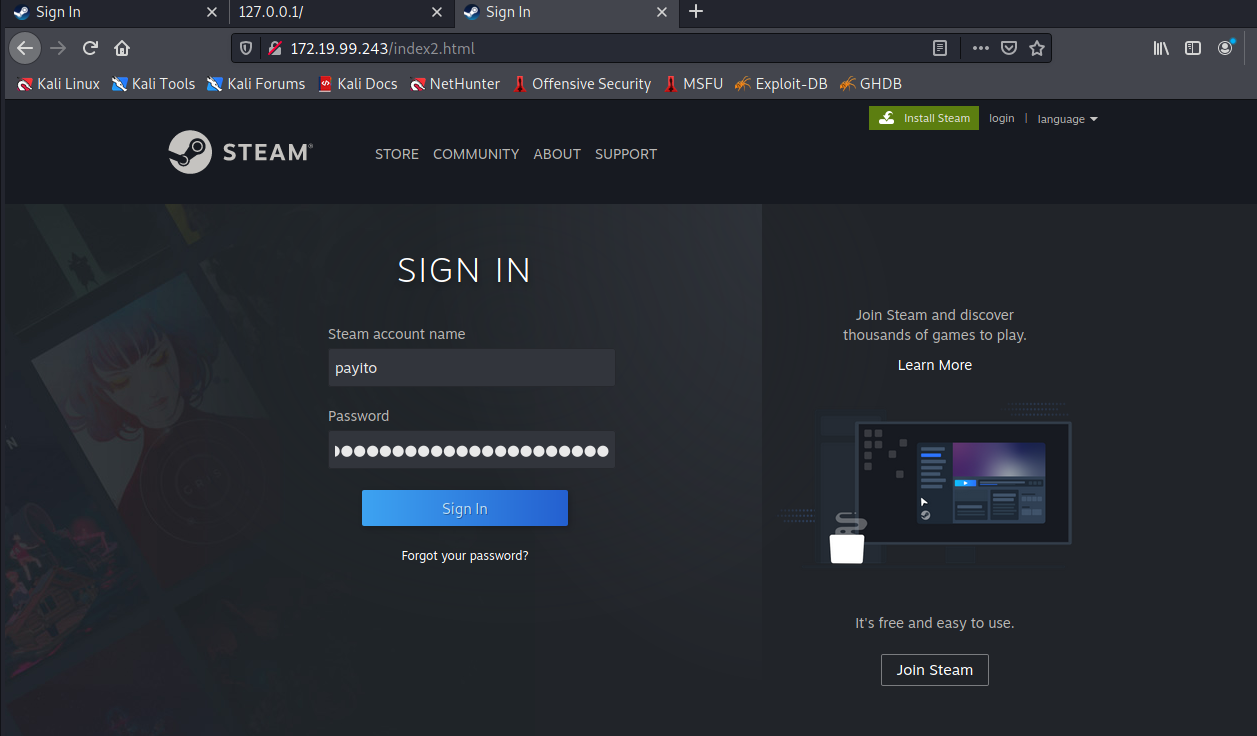 Sign In 127.0.0.1/ Sign In
172.19.99.243/index2.html
Kali Linux Kali Tools Kali Forums Kali Docs NetHunter Offensive Security MSFU Exploit-DB GHDB
Install Steam login | language
STEAM® STORE COMMUNITY ABOUT SUPPORT
SIGN IN
Steam account name
payito
Password
Sign In
Forgot your password?
Join Steam and discover
thousands of games to play.
Learn More
It's free and easy to use.
Join Steam